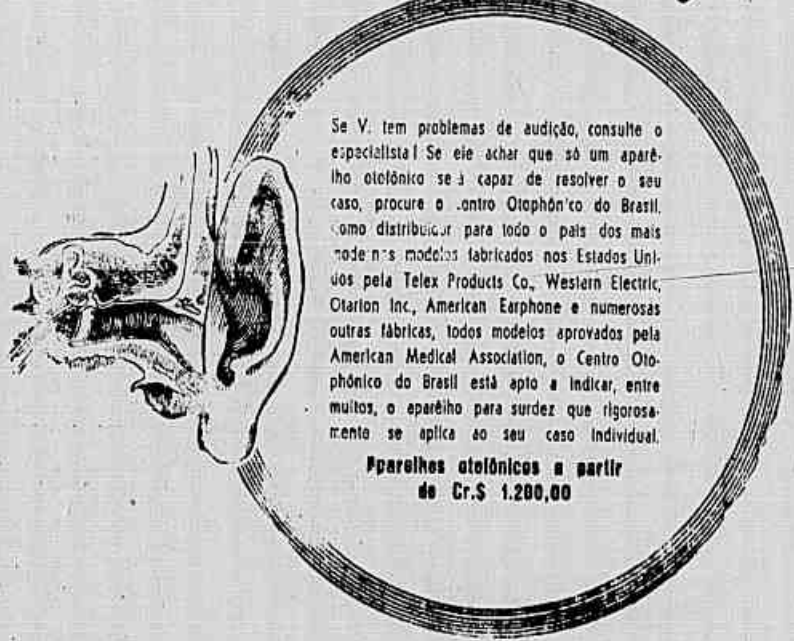 Se V. tem problemas de audição, consulte o
especialista! Se ele achar que só um aparê-
lho otofônico será capaz de resolver o seu
caso, procure o Centro Otophônico do Brasil.
Como distribuidor para todo o país dos mais
modernos modelos fabricados nos Estados Uni-
dos pela Telex Products Co., Western Electric,
Otarion Inc., American Earphone e numerosas
outras fábricas, todos modelos aprovados pela
American Medical Association, o Centro Oto-
phônico do Brasil está apto a indicar, entre
muitos, o aparêlho para surdez que rigorosa-
mente se aplica ao seu caso individual.
Aparelhos otofônicos a partir
de Cr.$ 1.200,00